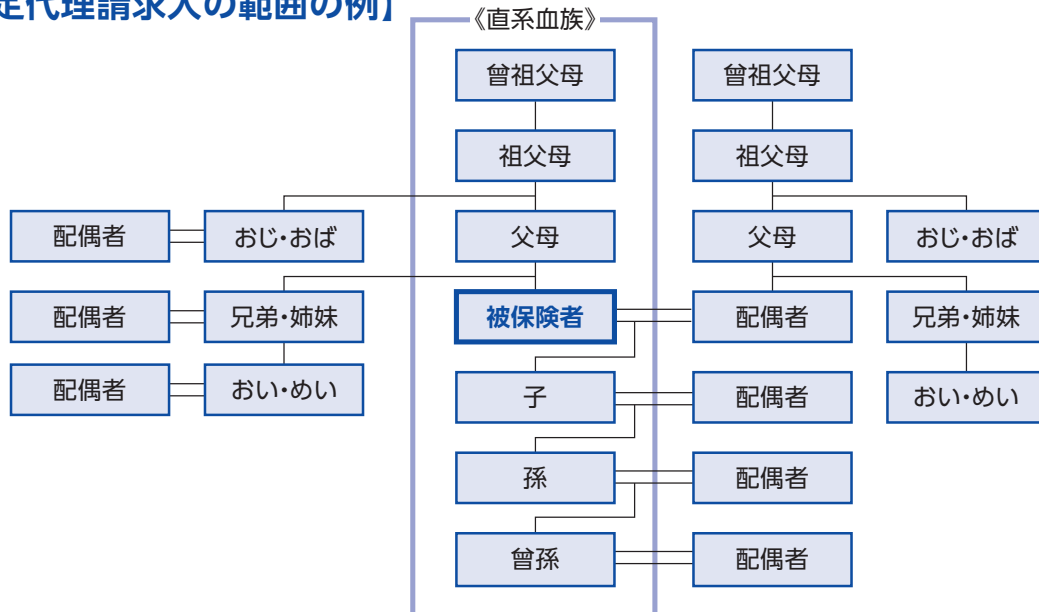 定代理請求人の範囲の例】
《直系血族》
曾祖父母 曾祖父母
祖父母 祖父母
配偶者 おじ・おば 父母 父母 おじ・おば
配偶者 兄弟・姉妹 被保険者 配偶者 兄弟・姉妹
配偶者 おい・めい 子 配偶者 おい・めい
孫 配偶者
曾孫 配偶者